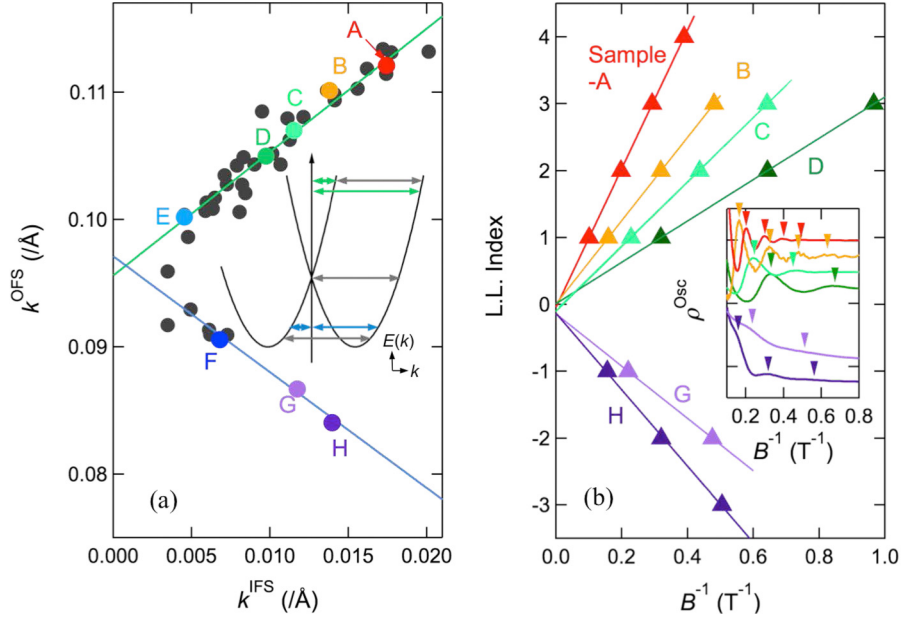 A
B
C
D
E
F
G
H
0.11
0.10
0.09
0.08
k^OFS (/Å)
0.000
0.005
0.010
0.015
0.020
k^IFS (/Å)
E(k)
k
(a)
4
3
2
1
0
-1
-2
-3
L.L. Index
Sample
-A
B
C
D
G
H
ρ^Osc
0.2
0.4
0.6
0.8
B^-1 (T^-1)
(b)
0.0
0.2
0.4
0.6
0.8
1.0
B^-1 (T^-1)